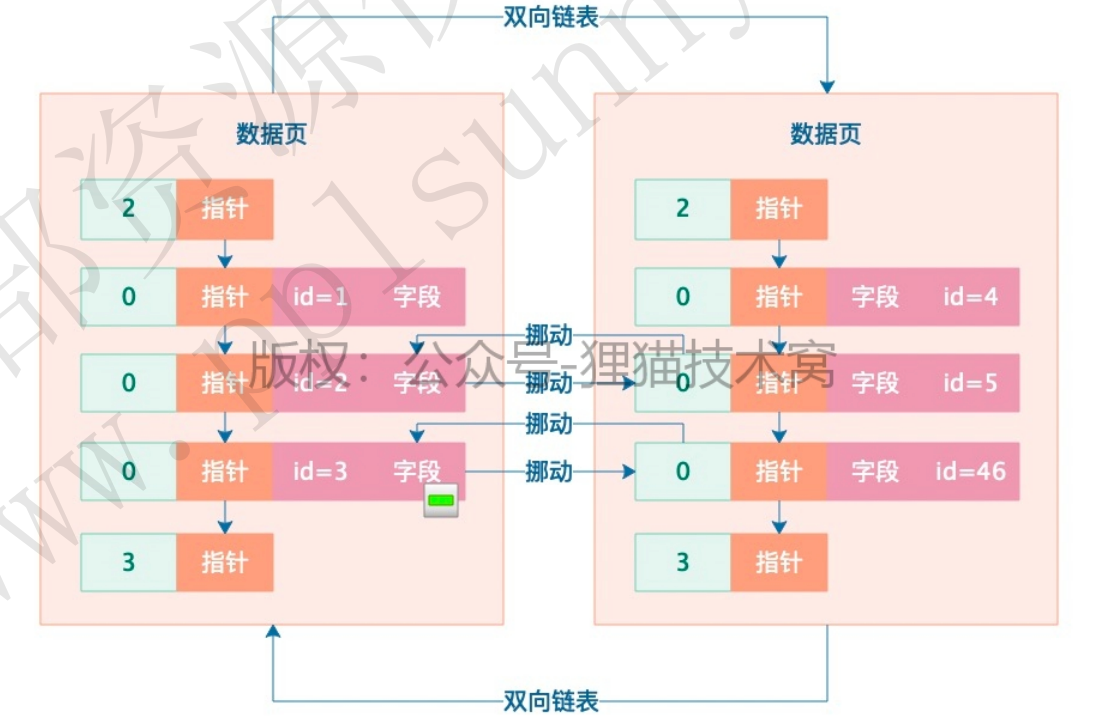 双向链表
数据页
2 指针
0 指针 id=1 字段
0 指针 id=2 字段
0 指针 id=3 字段
3 指针
挪动
挪动
挪动
挪动
数据页
2 指针
0 指针 字段 id=4
0 指针 字段 id=5
0 指针 字段 id=46
3 指针
双向链表
版权：公众号-狸猫技术窝
部资源
www.pplsunny